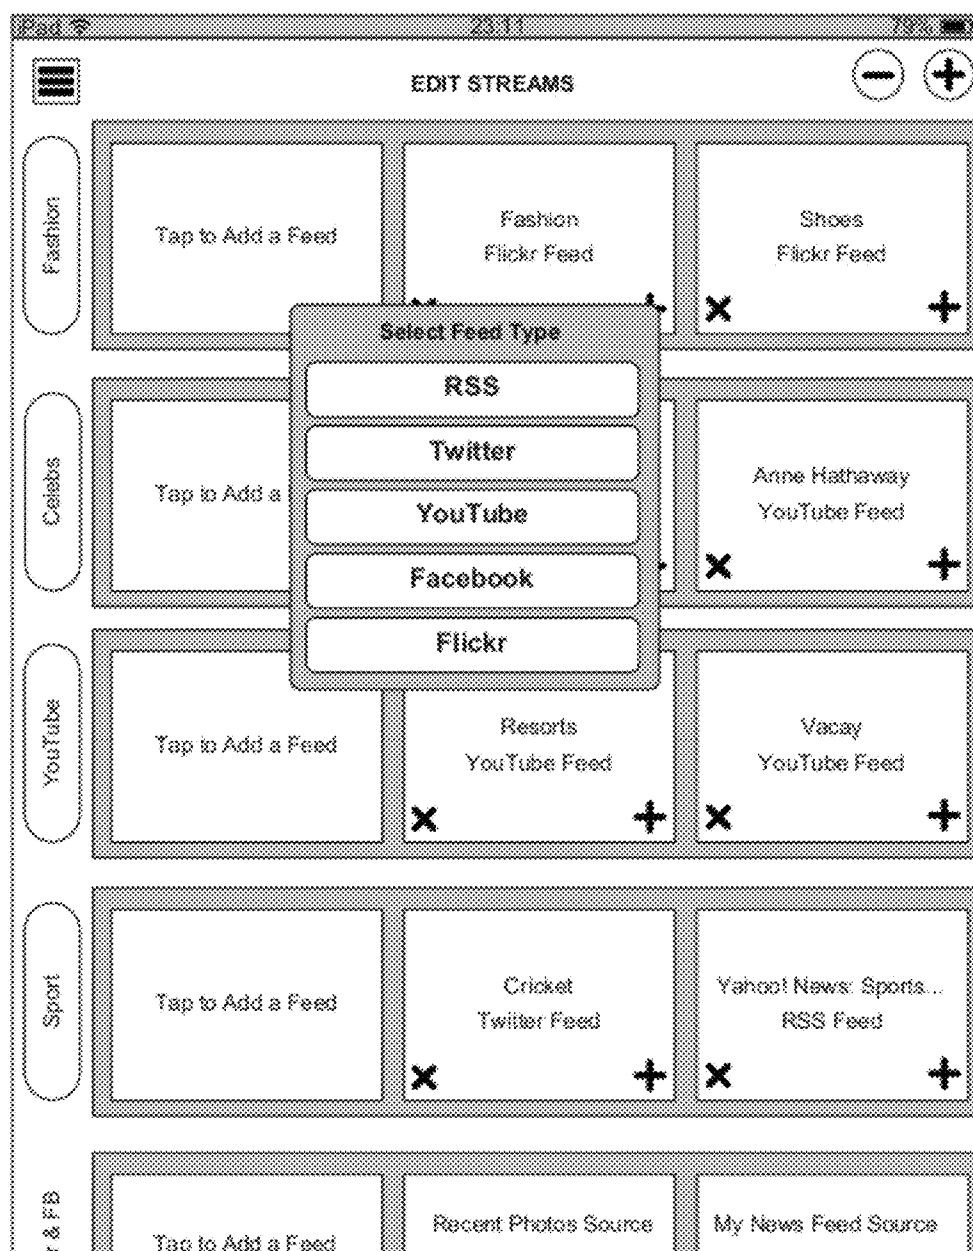 iPad
23:11
79%
EDIT STREAMS
Fashion
Tap to Add a Feed
Fashion
Flickr Feed
Shoes
Flickr Feed
Select Feed Type
RSS
Twitter
YouTube
Facebook
Flickr
Celebs
Tap to Add a
Anne Hathaway
YouTube Feed
YouTube
Tap to Add a Feed
Resorts
YouTube Feed
Vacay
YouTube Feed
Sport
Tap to Add a Feed
Cricket
Twitter Feed
Yahoo! News: Sports...
RSS Feed
& FB
Tap to Add a Feed
Recent Photos Source
My News Feed Source